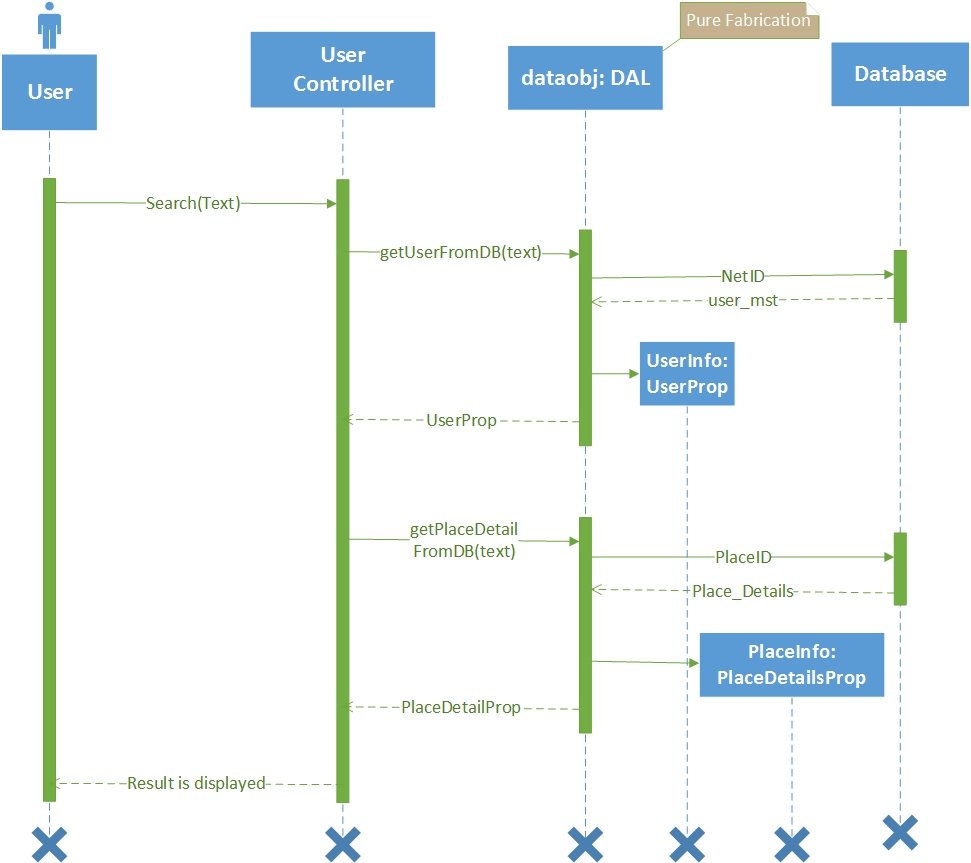 Pure Fabrication
User
User
Controller
dataobj: DAL
Database
Search(Text)
getUserFromDB(text)
NetID
user_mst
UserInfo:
UserProp
UserProp
getPlaceDetail
FromDB(text)
PlaceID
Place_Details
PlaceInfo:
PlaceDetailsProp
PlaceDetailProp
Result is displayed